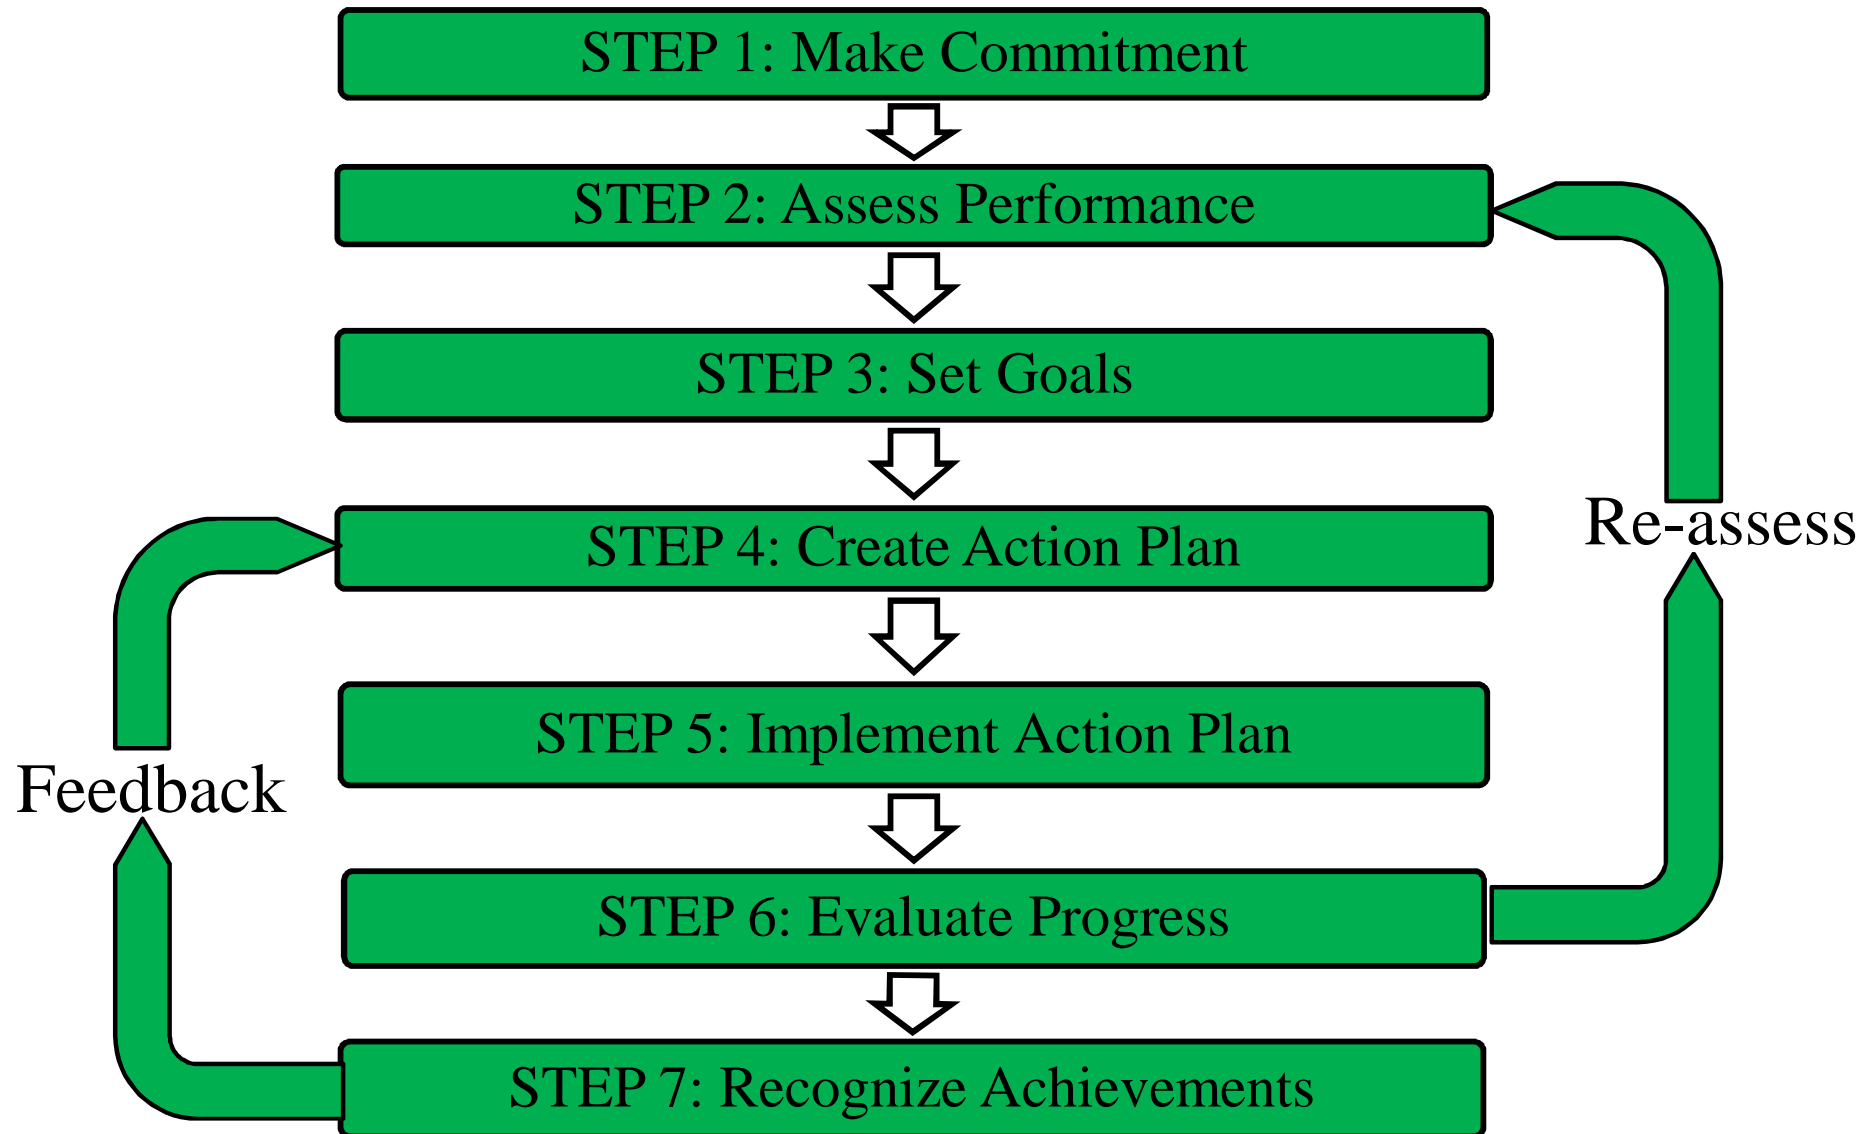 STEP 1: Make Commitment
STEP 2: Assess Performance
STEP 3: Set Goals
Re-assess
STEP 4: Create Action Plan
STEP 5: Implement Action Plan
Feedback
STEP 6: Evaluate Progress
STEP 7: Recognize Achievements